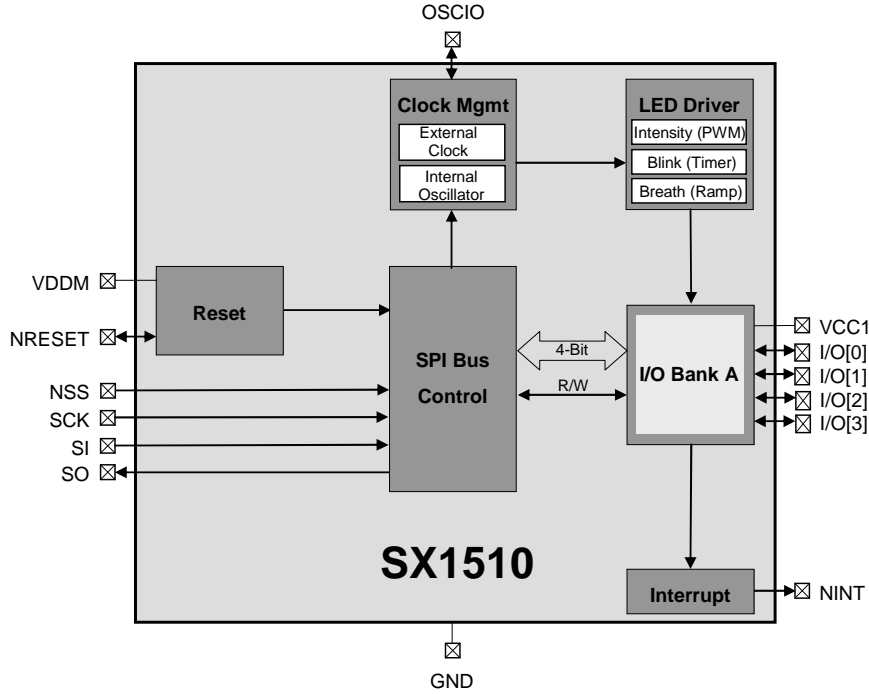 OSCIO
Clock Mgmt
External
Clock
Internal
Oscillator
LED Driver
Intensity (PWM)
Blink (Timer)
Breath (Ramp)
VDDM
NRESET
Reset
NSS
SCK
SI
SO
SPI Bus
Control
4-Bit
R/W
I/O Bank A
VCC1
I/O[0]
I/O[1]
I/O[2]
I/O[3]
SX1510
Interrupt
NINT
GND